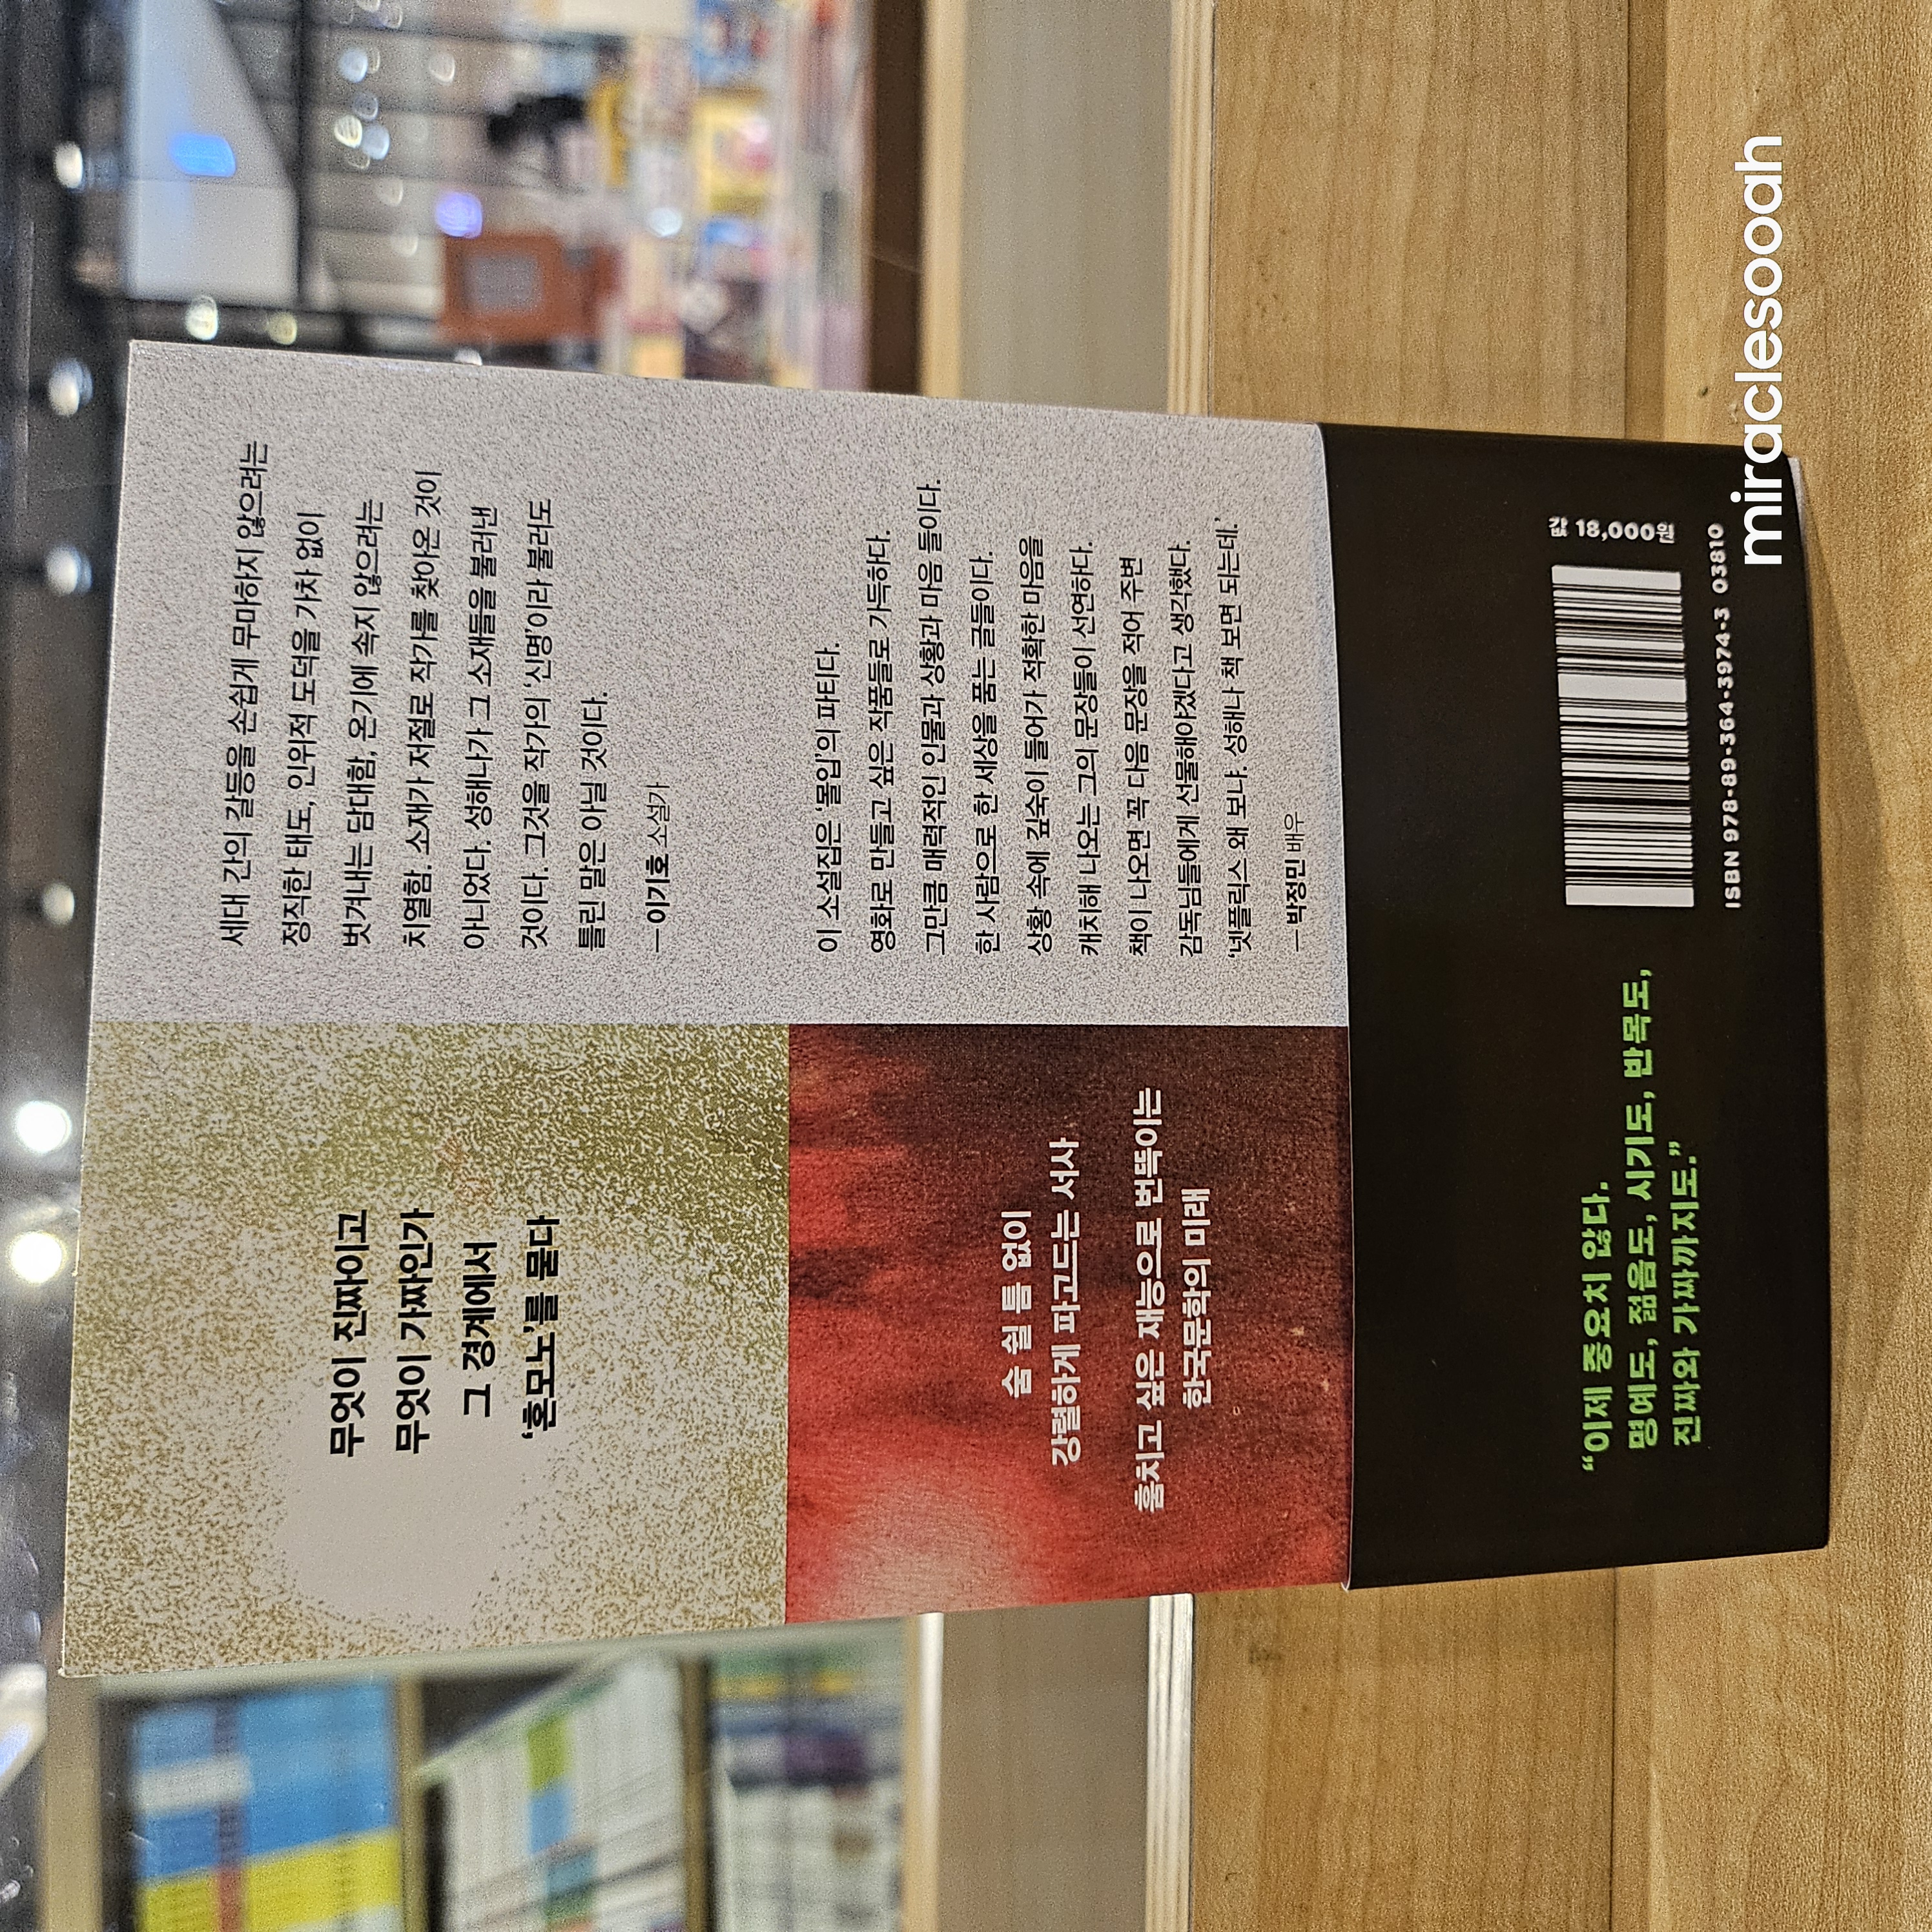 무엇이 진짜이고
무엇이 가짜인가
그 경계에서
‘혼모노’를 묻다
세대 간의 갈등을 손쉽게 무마하지 않으려는
정직한 태도, 인위적 도덕을 가차 없이
벗겨내는 담대함, 온기에 속지 않으려는
치열함. 소재가 저절로 작가를 찾아온 것이
아니었다. 성해나가 그 소재들을 불러낸
것이다. 그것을 작가의 ‘신명’이라 불러도
틀린 말은 아닐 것이다.
—이기호 소설가
숨 쉴 틈 없이
강렬하게 파고드는 서사
훔치고 싶은 재능으로 번뜩이는
한국문학의 미래
이 소설집은 ‘몰입’의 파티다.
영화로 만들고 싶은 작품들로 가득하다.
그만큼 매력적인 인물과 상황과 마음 들이다.
한 사람으로 한 세상을 품는 글들이다.
상황 속에 깊숙이 들어가 적확한 마음을
캐치해 나오는 그의 문장들이 선연하다.
책이 나오면 꼭 다음 문장을 적어 주변
감독님들에게 선물해야겠다고 생각했다.
‘넷플릭스 왜 보냐. 성해나 책 보면 되는데.’
—박정민 배우
“이제 중요치 않다.
명예도, 젊음도, 시기도, 반목도,
진짜와 가짜까지도.”
값 18,000원
ISBN 978-89-364-3974-3 03810
miraclesooah